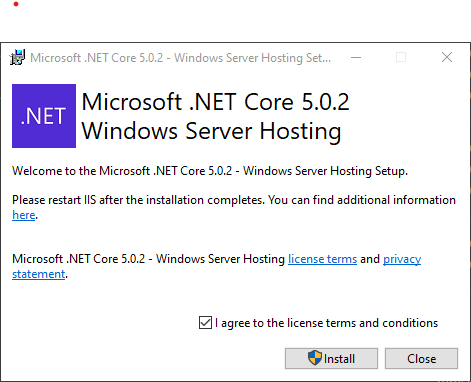 Microsoft .NET Core 5.0.2 - Windows Server Hosting Set...
.NET
Microsoft .NET Core 5.0.2
Windows Server Hosting
Welcome to the Microsoft .NET Core 5.0.2 - Windows Server Hosting Setup.
Please restart IIS after the installation completes. You can find additional information
here.
Microsoft .NET Core 5.0.2 - Windows Server Hosting license terms and privacy
statement.
I agree to the license terms and conditions
Install
Close